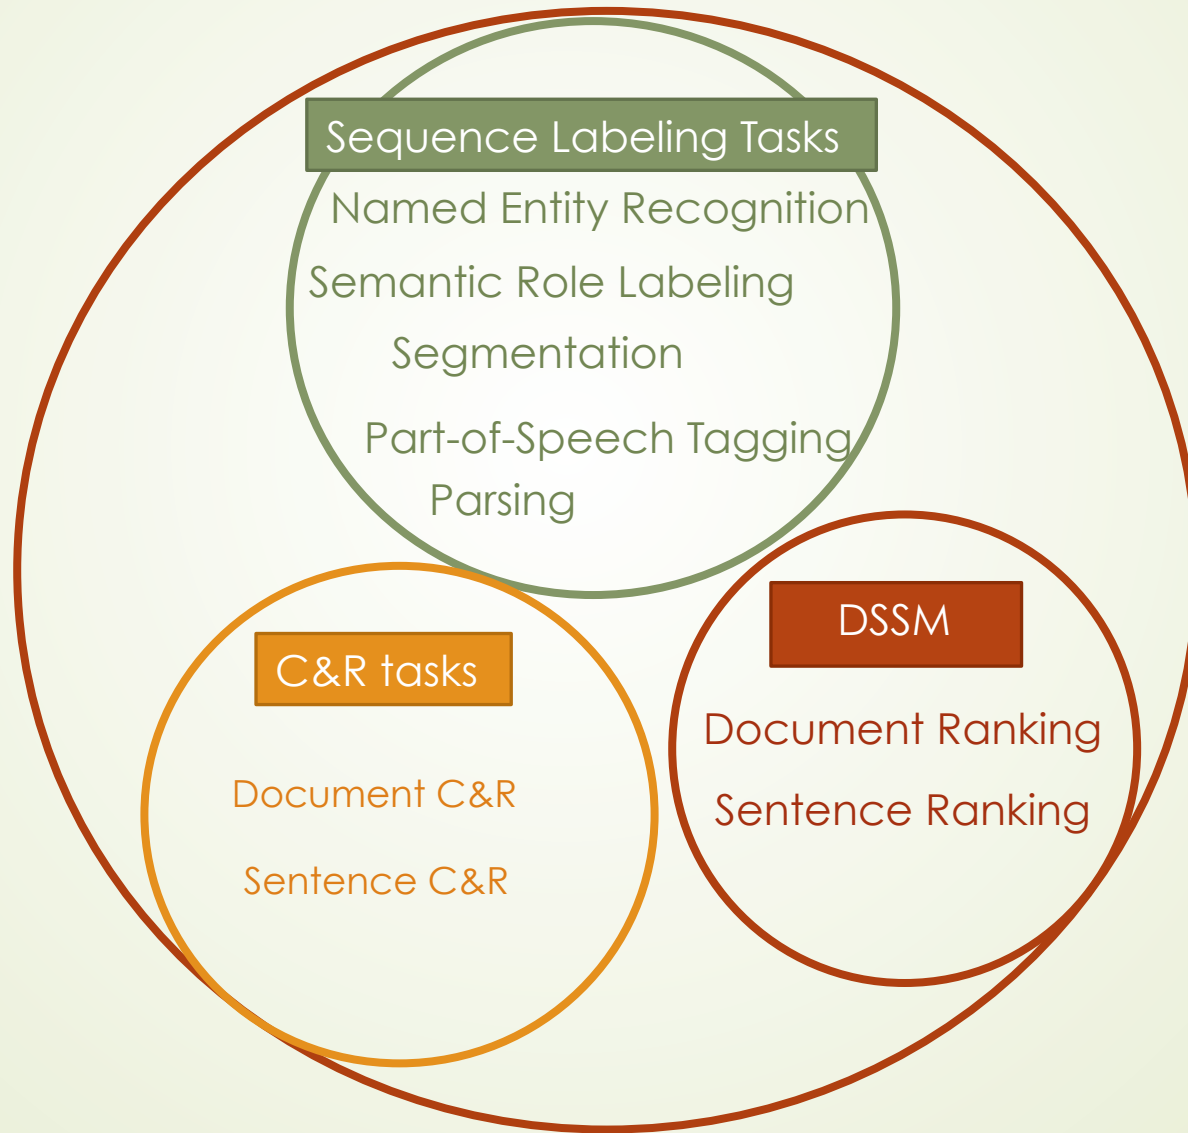 Sequence Labeling Tasks
Named Entity Recognition
Semantic Role Labeling
Segmentation
Part-of-Speech Tagging
Parsing
C&R tasks
Document C&R
Sentence C&R
DSSM
Document Ranking
Sentence Ranking